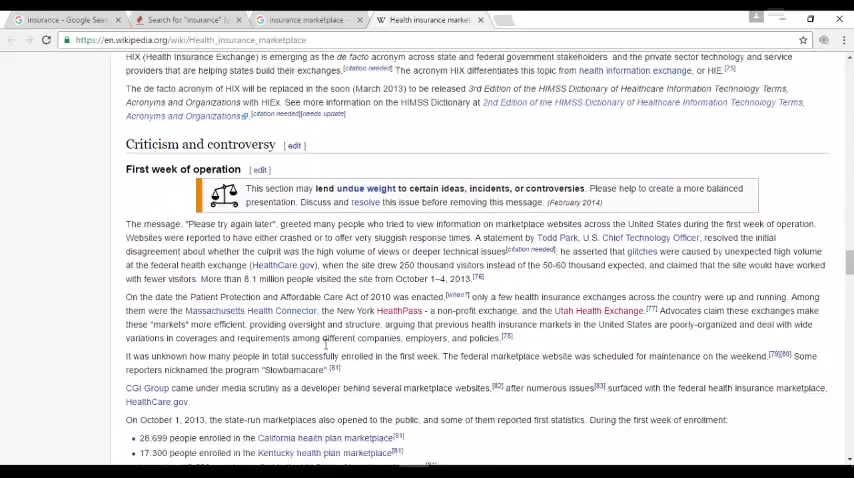 insurance - Google Sear
Search for "insurance" (u
insurance marketplace -
Health insurance market
https://en.wikipedia.org/wiki/Health_insurance_marketplace
HIX (Health Insurance Exchange) is emerging as the de facto acronym across state and federal government stakeholders, and the private sector technology and service
providers that are helping states build their exchanges.[citation needed] The acronym HIX differentiates this topic from health information exchange, or HIE.[75]
The de facto acronym of HIX will be replaced in the soon (March 2013) to be released 3rd Edition of the HIMSS Dictionary of Healthcare Information Technology Terms,
Acronyms and Organizations with HIEx. See more information on the HIMSS Dictionary at 2nd Edition of the HIMSS Dictionary of Healthcare Information Technology Terms,
Acronyms and Organizations.[citation needed][needs update]
Criticism and controversy [ edit ]
First week of operation [ edit ]
This section may lend undue weight to certain ideas, incidents, or controversies. Please help to create a more balanced
presentation. Discuss and resolve this issue before removing this message. (February 2014)
The message, "Please try again later", greeted many people who tried to view information on marketplace websites across the United States during the first week of operation.
Websites were reported to have either crashed or to offer very sluggish response times. A statement by Todd Park, U.S. Chief Technology Officer, resolved the initial
disagreement about whether the culprit was the high volume of views or deeper technical issues[citation needed]: he asserted that glitches were caused by unexpected high volume
at the federal health exchange (HealthCare.gov), when the site drew 250 thousand visitors instead of the 50-60 thousand expected, and claimed that the site would have worked
with fewer visitors. More than 8.1 million people visited the site from October 1–4, 2013.[76]
On the date the Patient Protection and Affordable Care Act of 2010 was enacted,[when?] only a few health insurance exchanges across the country were up and running. Among
them were the Massachusetts Health Connector, the New York HealthPass - a non-profit exchange, and the Utah Health Exchange.[77] Advocates claim these exchanges make
these "markets" more efficient, providing oversight and structure, arguing that previous health insurance markets in the United States are poorly-organized and deal with wide
variations in coverages and requirements among different companies, employers, and policies.[78]
It was unknown how many people in total successfully enrolled in the first week. The federal marketplace website was scheduled for maintenance on the weekend.[79][80] Some
reporters nicknamed the program "Slowbamacare".[81]
CGI Group came under media scrutiny as a developer behind several marketplace websites,[82] after numerous issues[83] surfaced with the federal health insurance marketplace,
HealthCare.gov.
On October 1, 2013, the state-run marketplaces also opened to the public, and some of them reported first statistics. During the first week of enrollment:
28,699 people enrolled in the California health plan marketplace[81]
17,300 people enrolled in the Kentucky health plan marketplace[81]